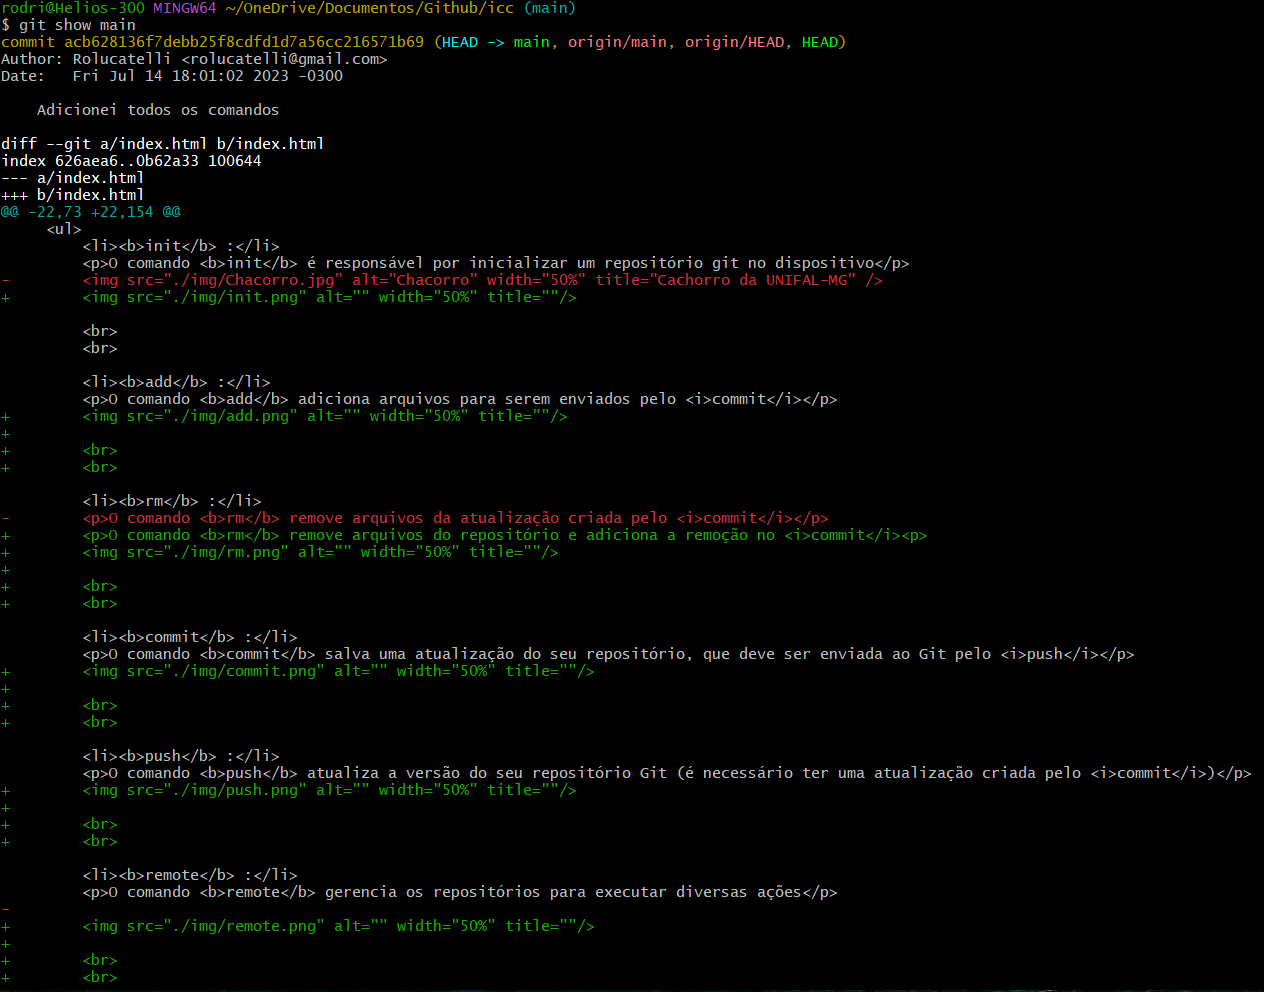 rodri@Helios-300 MINGW64 ~/OneDrive/Documentos/Github/icc (main)
$ git show main
commit acb628136f7debb25f8cdfd1d7a56cc216571b69 (HEAD -> main, origin/main, origin/HEAD, HEAD)
Author: Rolucatelli <rolucatelli@gmail.com>
Date:   Fri Jul 14 18:01:02 2023 -0300

    Adicionei todos os comandos

diff --git a/index.html b/index.html
index 626aea6..0b62a33 100644
--- a/index.html
+++ b/index.html
@@ -22,73 +22,154 @@
     <ul>
         <li><b>init</b> :</li>
         <p>O comando <b>init</b> é responsável por inicializar um repositório git no dispositivo</p>
-        <img src="./img/Chacorro.jpg" alt="Chacorro" width="50%" title="Cachorro da UNIFAL-MG" />
+        <img src="./img/init.png" alt="" width="50%" title=""/>

         <br>
         <br>

         <li><b>add</b> :</li>
         <p>O comando <b>add</b> adiciona arquivos para serem enviados pelo <i>commit</i></p>
+        <img src="./img/add.png" alt="" width="50%" title=""/>
+
+        <br>
+        <br>

         <li><b>rm</b> :</li>
-        <p>O comando <b>rm</b> remove arquivos da atualização criada pelo <i>commit</i></p>
+        <p>O comando <b>rm</b> remove arquivos do repositório e adiciona a remoção no <i>commit</i><p>
+        <img src="./img/rm.png" alt="" width="50%" title=""/>
+
+        <br>
+        <br>

         <li><b>commit</b> :</li>
         <p>O comando <b>commit</b> salva uma atualização do seu repositório, que deve ser enviada ao Git pelo <i>push</i></p>
+        <img src="./img/commit.png" alt="" width="50%" title=""/>
+
+        <br>
+        <br>

         <li><b>push</b> :</li>
         <p>O comando <b>push</b> atualiza a versão do seu repositório Git (é necessário ter uma atualização criada pelo <i>commit</i>)</p>
+        <img src="./img/push.png" alt="" width="50%" title=""/>
+
+        <br>
+        <br>

         <li><b>remote</b> :</li>
         <p>O comando <b>remote</b> gerencia os repositórios para executar diversas ações</p>
-
+        <img src="./img/remote.png" alt="" width="50%" title=""/>
+
+        <br>
+        <br>